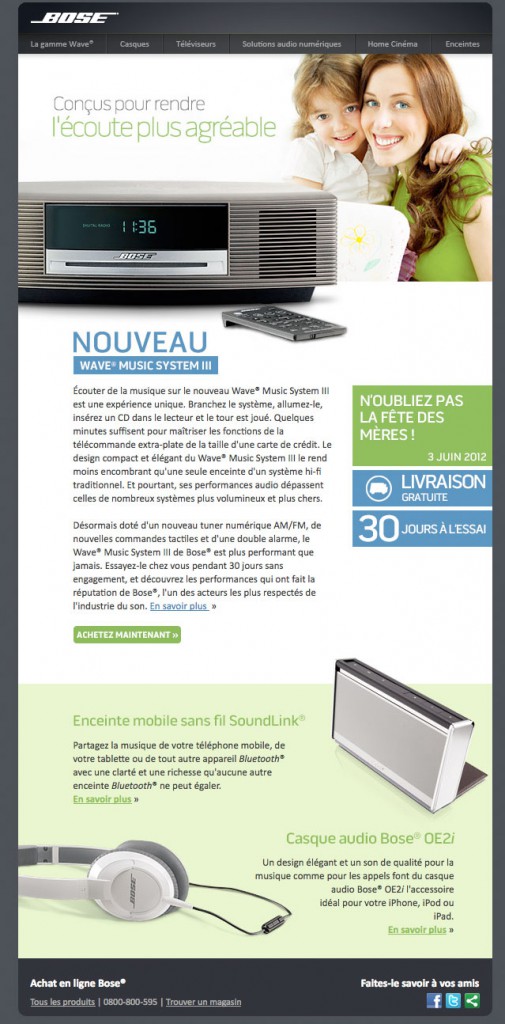 BOSE
La gamme Wave® Casques Téléviseurs Solutions audio numériques Home Cinéma Enceintes
Conçus pour rendre
l'écoute plus agréable
DIGITAL RADIO 11:36
BOSE
NOUVEAU
WAVE® MUSIC SYSTEM III
Écouter de la musique sur le nouveau Wave® Music System III
est une expérience unique. Branchez le système, allumez-le,
insérez un CD dans le lecteur et le tour est joué. Quelques
minutes suffisent pour maîtriser les fonctions de la
télécommande extra-plate de la taille d'une carte de crédit. Le
design compact et élégant du Wave® Music System III le rend
moins encombrant qu'une seule enceinte d'un système hi-fi
traditionnel. Et pourtant, ses performances audio dépassent
celles de nombreux systèmes plus volumineux et plus chers.
Désormais doté d'un nouveau tuner numérique AM/FM, de
nouvelles commandes tactiles et d'une double alarme, le
Wave® Music System III de Bose® est plus performant que
jamais. Essayez-le chez vous pendant 30 jours sans
engagement, et découvrez les performances qui ont fait la
réputation de Bose®, l'un des acteurs les plus respectés de
l'industrie du son. En savoir plus »
ACHETEZ MAINTENANT »
N'OUBLIEZ PAS
LA FÊTE DES
MÈRES !
3 JUIN 2012
LIVRAISON
GRATUITE
30 JOURS À L'ESSAI
Enceinte mobile sans fil SoundLink®
Partagez la musique de votre téléphone mobile, de
votre tablette ou de tout autre appareil Bluetooth®
avec une clarté et une richesse qu'aucune autre
enceinte Bluetooth® ne peut égaler.
En savoir plus »
Casque audio Bose® OE2i
Un design élégant et un son de qualité pour la
musique comme pour les appels font du casque
audio Bose® OE2i l'accessoire
idéal pour votre iPhone, iPod ou
iPad.
En savoir plus »
BOSE
Achat en ligne Bose®
Tous les produits | 0800-800-595 | Trouver un magasin
Faites-le savoir à vos amis